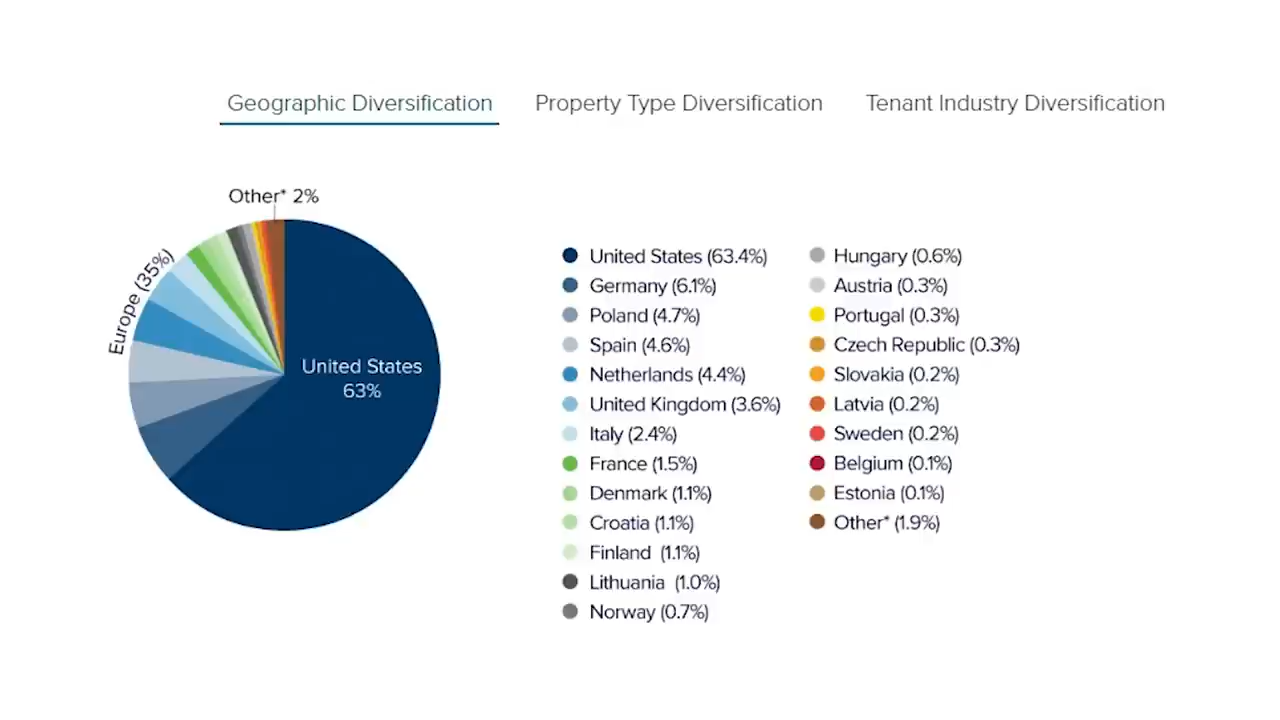 Geographic Diversification
Property Type Diversification
Tenant Industry Diversification
Other* 2%
Europe (35%)
United States
63%
United States (63.4%)
Germany (6.1%)
Poland (4.7%)
Spain (4.6%)
Netherlands (4.4%)
United Kingdom (3.6%)
Italy (2.4%)
France (1.5%)
Denmark (1.1%)
Croatia (1.1%)
Finland (1.1%)
Lithuania (1.0%)
Norway (0.7%)
Hungary (0.6%)
Austria (0.3%)
Portugal (0.3%)
Czech Republic (0.3%)
Slovakia (0.2%)
Latvia (0.2%)
Sweden (0.2%)
Belgium (0.1%)
Estonia (0.1%)
Other* (1.9%)